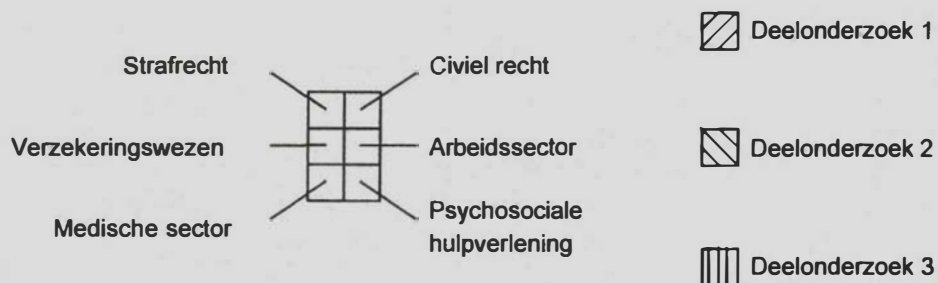 Strafrecht
Civiel recht
Verzekeringswezen
Arbeidssector
Medische sector
Psychosociale
hulpverlening
Deelonderzoek 1
Deelonderzoek 2
Deelonderzoek 3